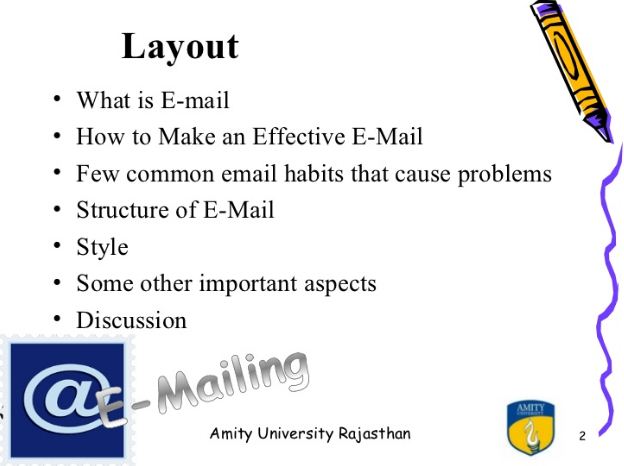 Layout
• What is E-mail
• How to Make an Effective E-Mail
• Few common email habits that cause problems
• Structure of E-Mail
• Style
• Some other important aspects
• Discussion
@
E-Mailing
Amity University Rajasthan
AMITY
UNIVERSITY
2